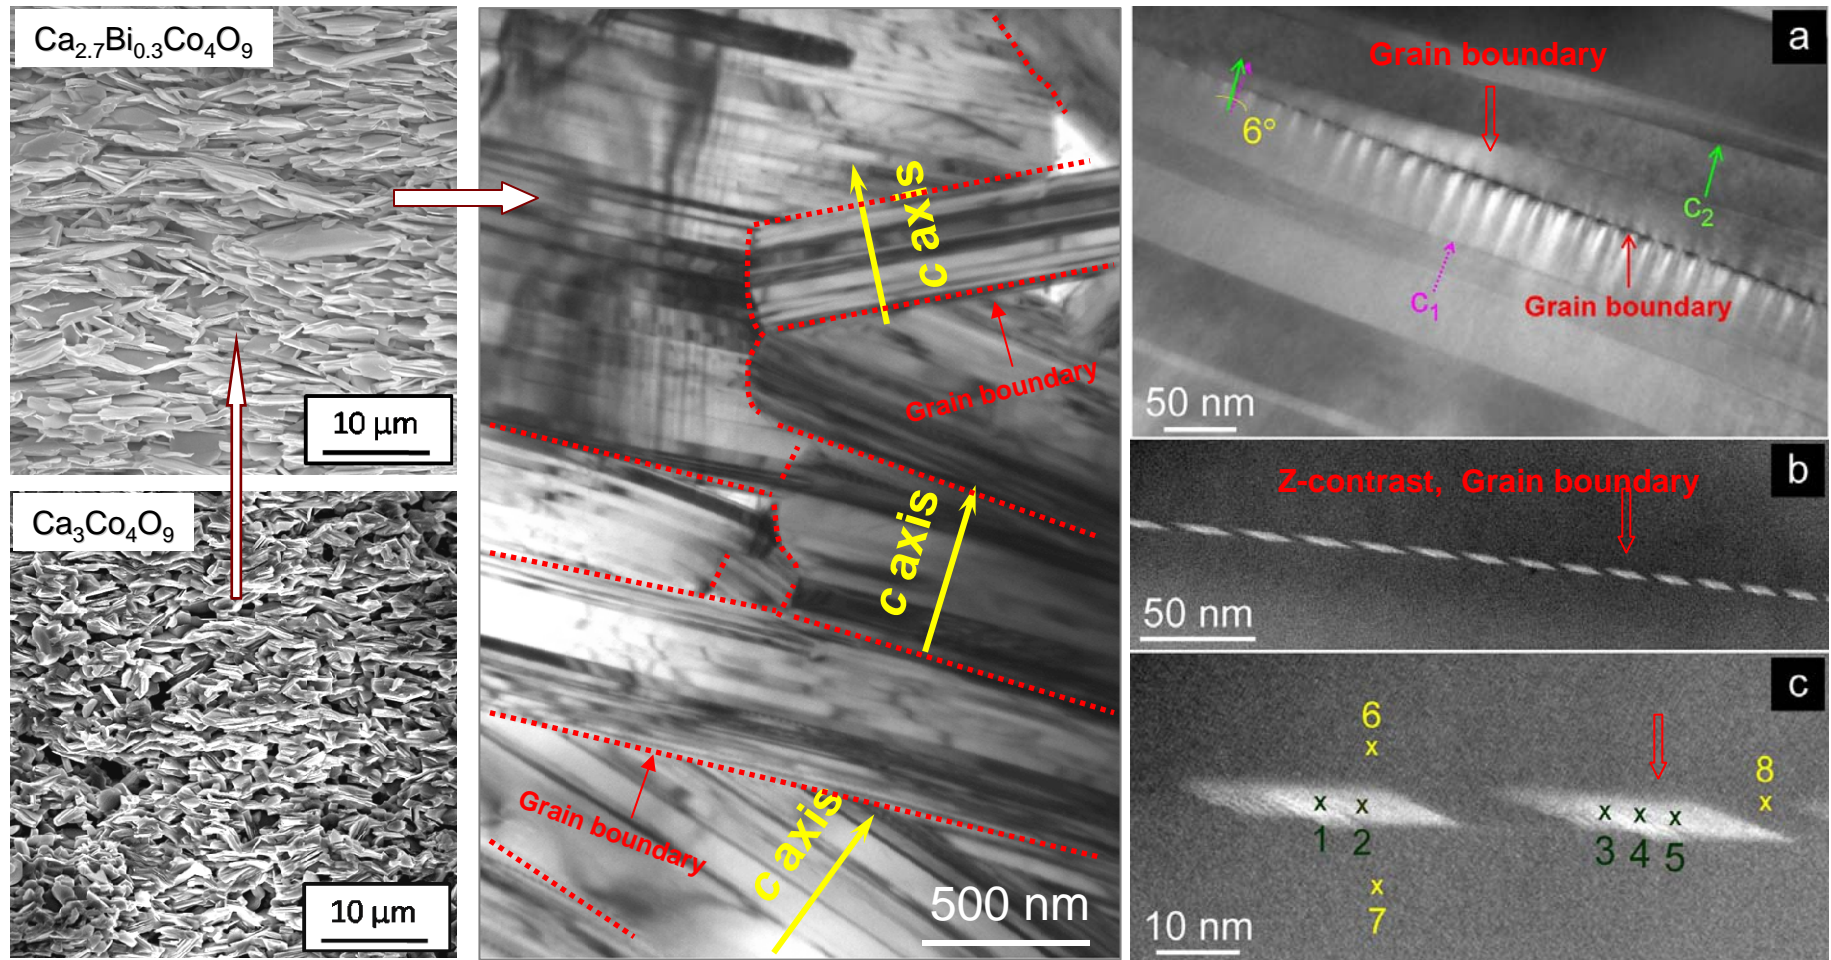 Ca₂.₇Bi₀.₃Co₄O₉
10 µm
Ca₃Co₄O₉
10 µm
c axis
Grain boundary
c axis
Grain boundary
c axis
500 nm
a
Grain boundary
6°
c₂
c₁
Grain boundary
50 nm
b
Z-contrast, Grain boundary
50 nm
c
6
x
8
x
x x x x x
1 2 3 4 5
x
7
10 nm